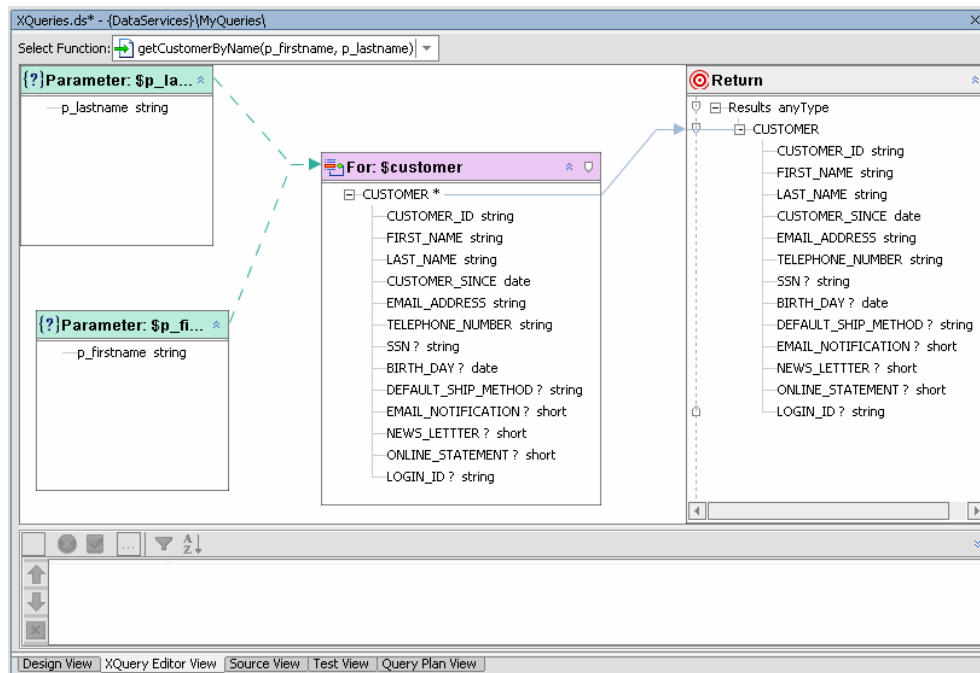 XQueries.ds* - {DataServices}\MyQueries\
Select Function: getCustomerByName(p_firstname, p_lastname)
{?}Parameter: $p_la...
p_lastname string
{?}Parameter: $p_fi...
p_firstname string
For: $customer
CUSTOMER *
CUSTOMER_ID string
FIRST_NAME string
LAST_NAME string
CUSTOMER_SINCE date
EMAIL_ADDRESS string
TELEPHONE_NUMBER string
SSN ? string
BIRTH_DAY ? date
DEFAULT_SHIP_METHOD ? string
EMAIL_NOTIFICATION ? short
NEWS_LETTTER ? short
ONLINE_STATEMENT ? short
LOGIN_ID ? string
Return
Results anyType
CUSTOMER
CUSTOMER_ID string
FIRST_NAME string
LAST_NAME string
CUSTOMER_SINCE date
EMAIL_ADDRESS string
TELEPHONE_NUMBER string
SSN ? string
BIRTH_DAY ? date
DEFAULT_SHIP_METHOD ? string
EMAIL_NOTIFICATION ? short
NEWS_LETTTER ? short
ONLINE_STATEMENT ? short
LOGIN_ID ? string
... A Z
Design View XQuery Editor View Source View Test View Query Plan View